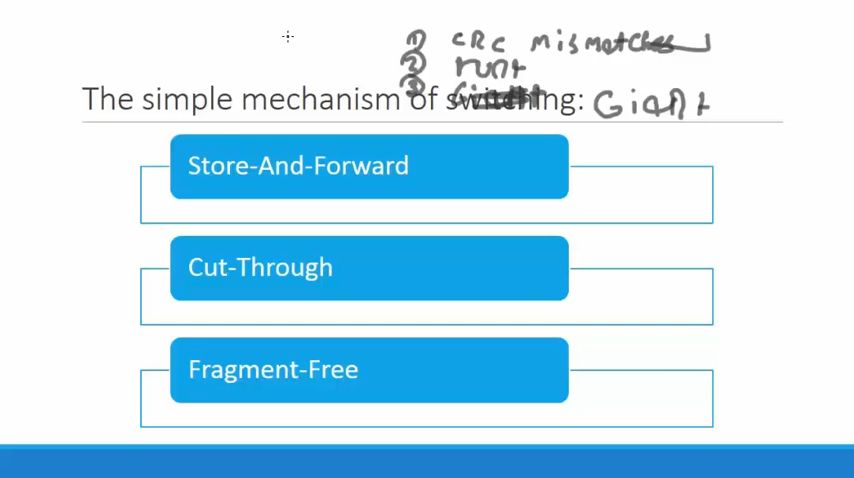 ① CRC mismatches
② runt
③
The simple mechanism of switching: Giant
Store-And-Forward
Cut-Through
Fragment-Free